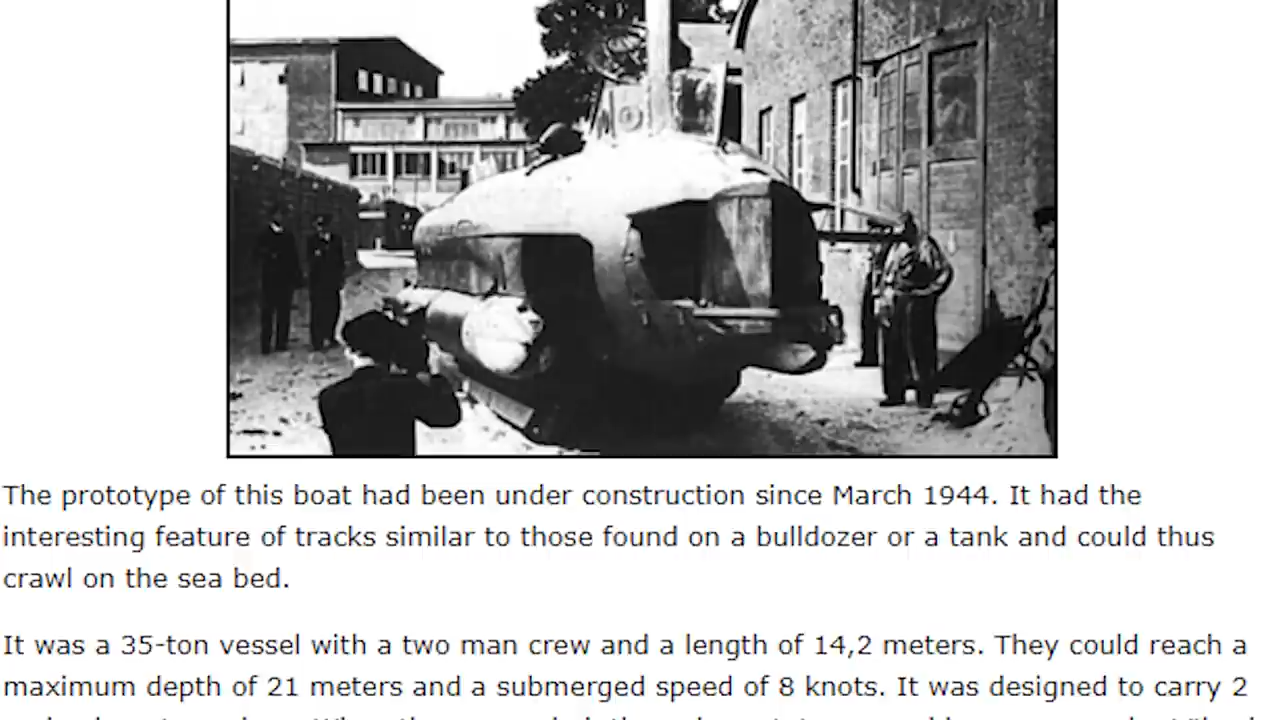 The prototype of this boat had been under construction since March 1944. It had the
interesting feature of tracks similar to those found on a bulldozer or a tank and could thus
crawl on the sea bed.
It was a 35-ton vessel with a two man crew and a length of 14,2 meters. They could reach a
maximum depth of 21 meters and a submerged speed of 8 knots. It was designed to carry 2